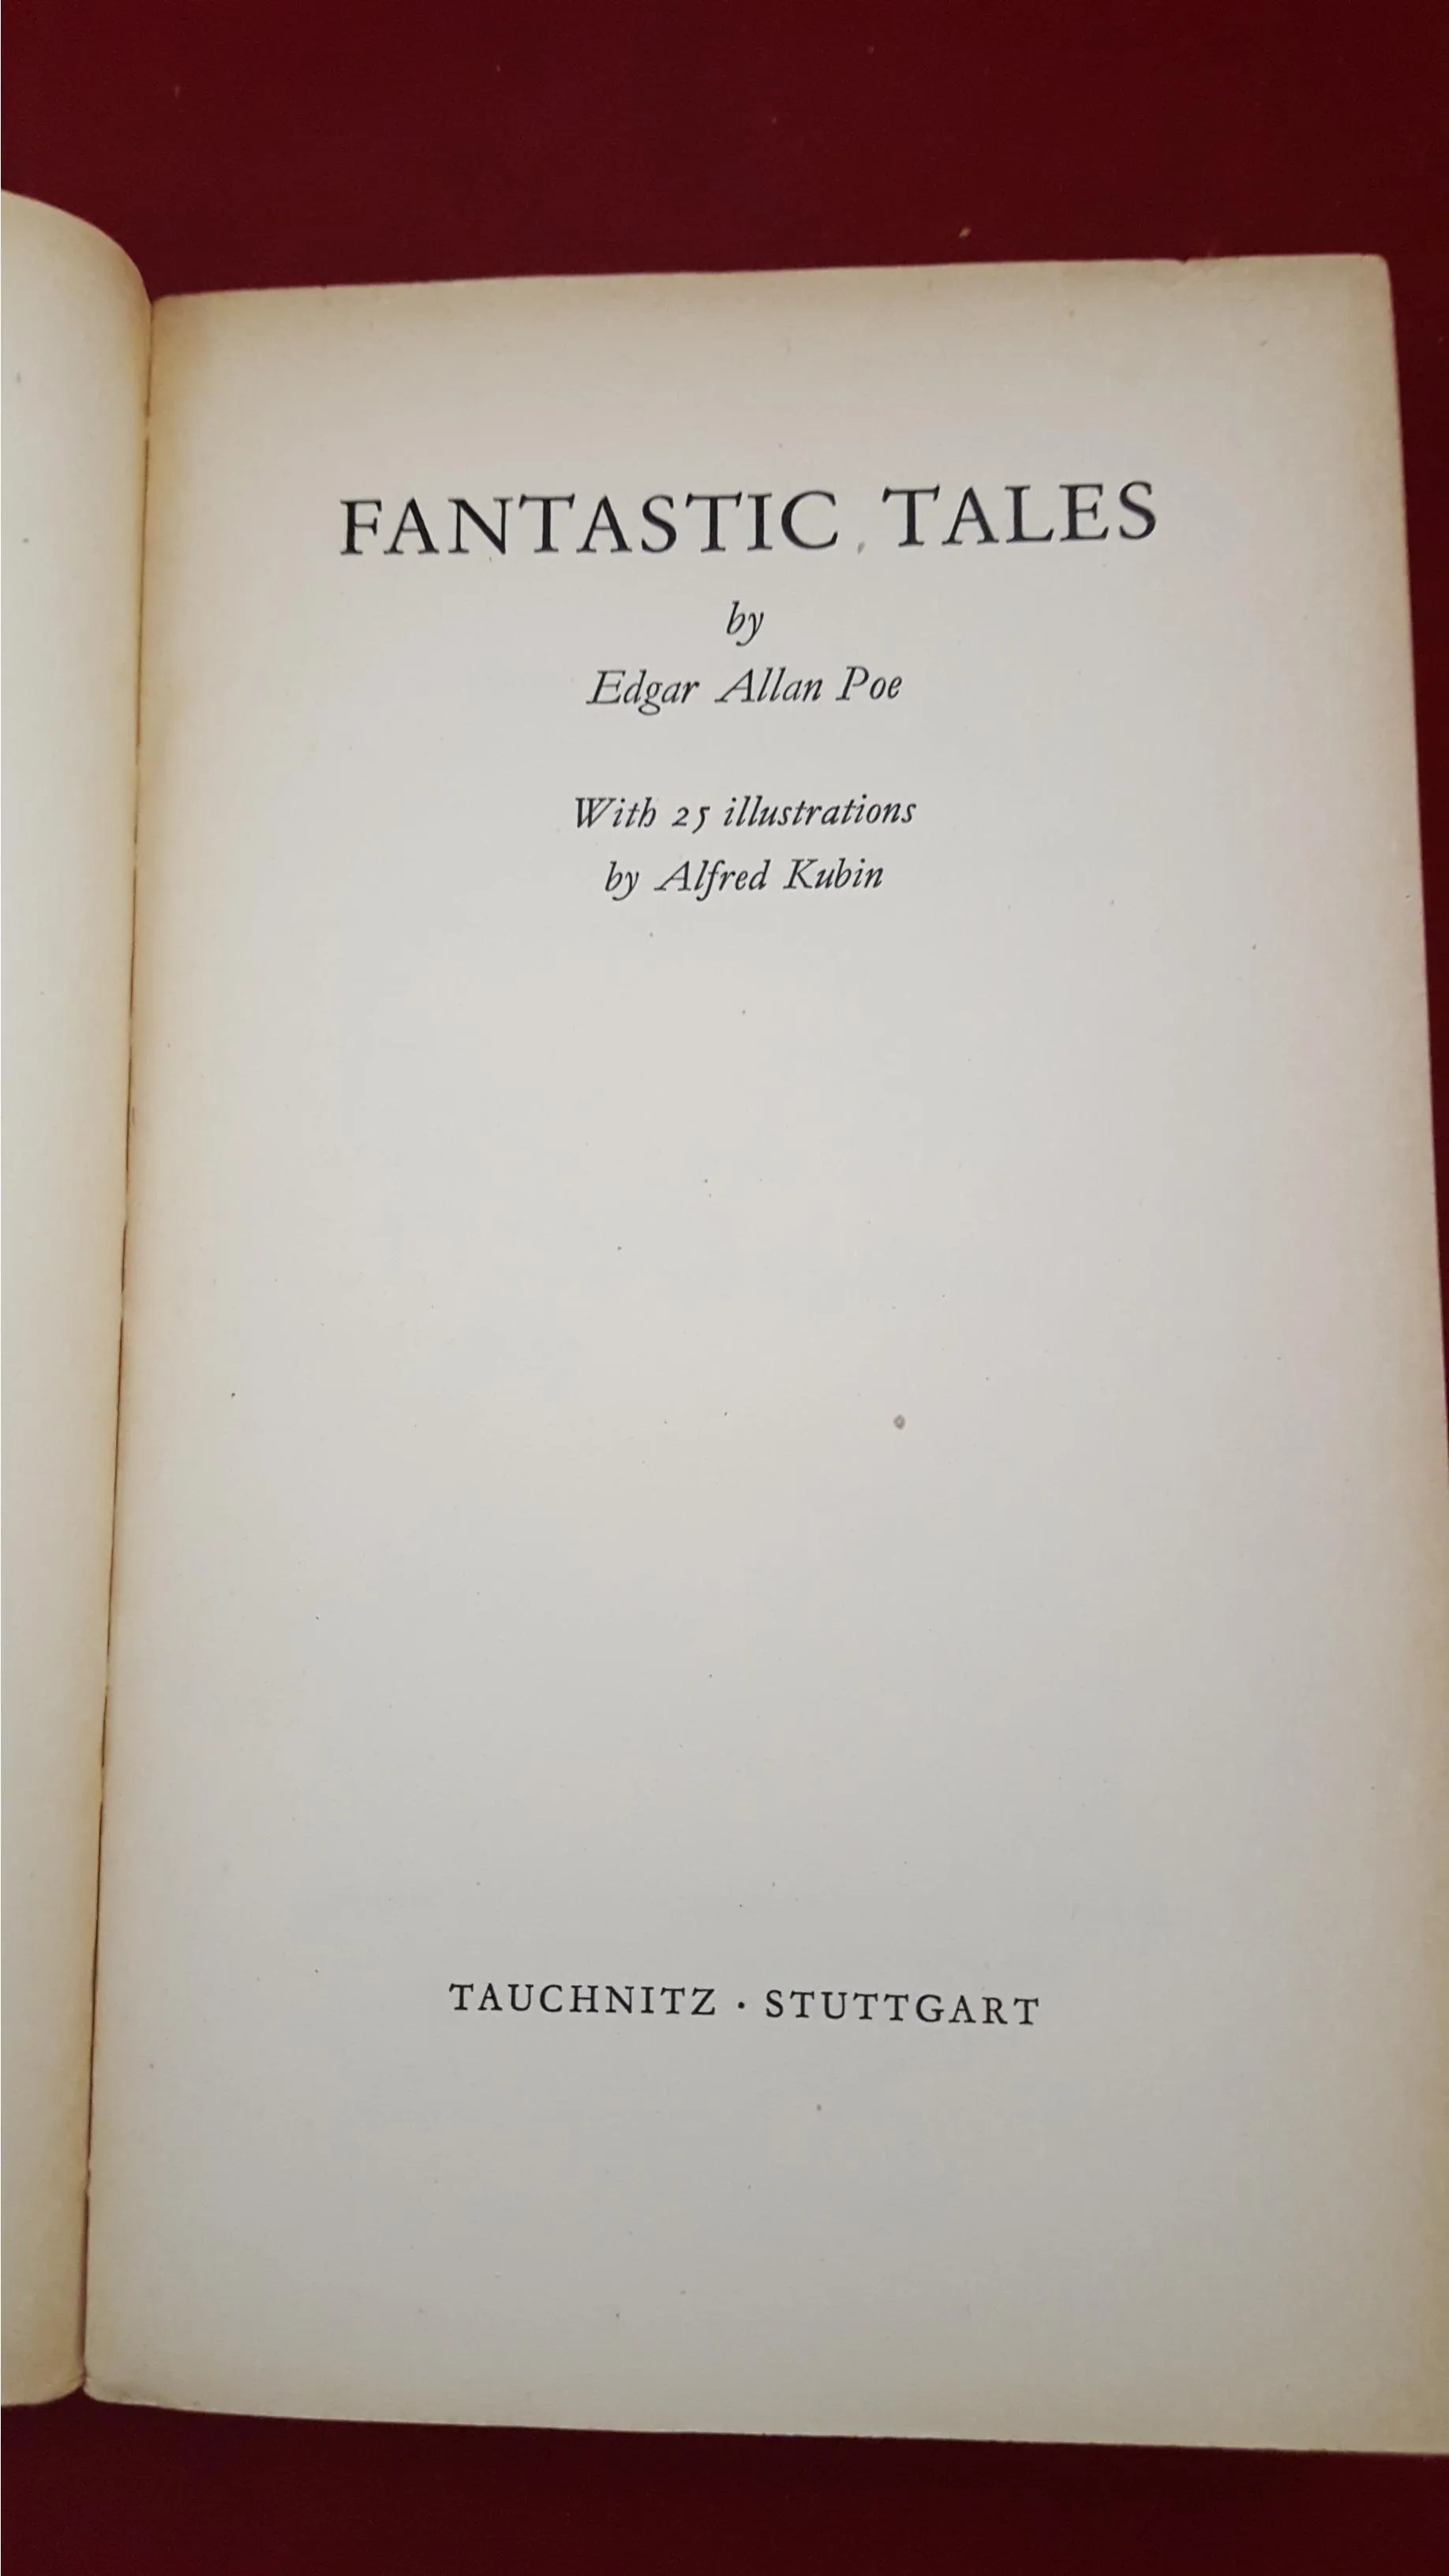 FANTASTIC TALES
by
Edgar Allan Poe
With 25 illustrations
by Alfred Kubin
TAUCHNITZ · STUTTGART